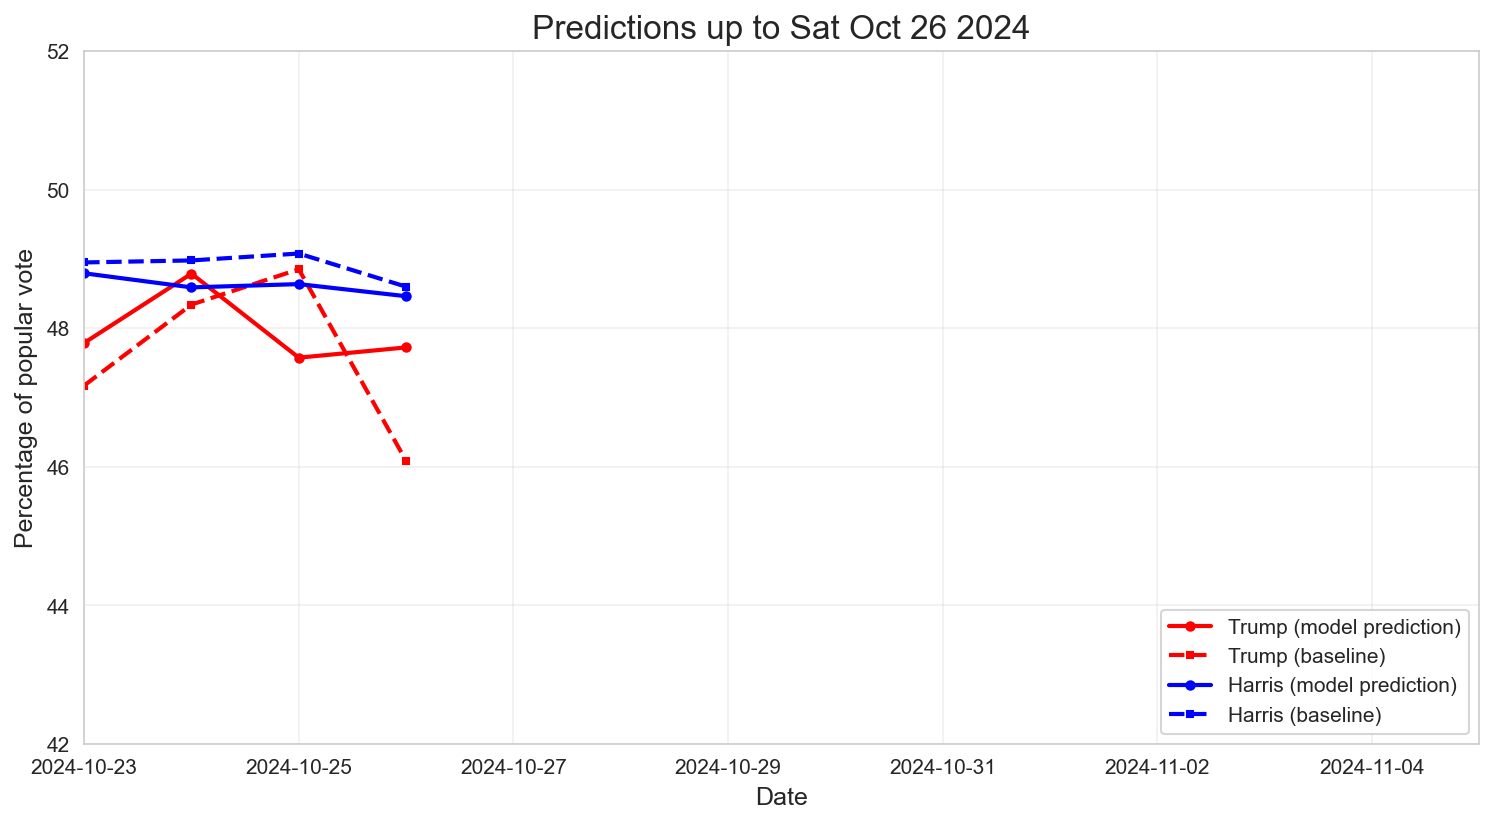 Predictions up to Sat Oct 26 2024
Percentage of popular vote
52
50
48
46
44
42
2024-10-23
2024-10-25
2024-10-27
2024-10-29
2024-10-31
2024-11-02
2024-11-04
Date
Trump (model prediction)
Trump (baseline)
Harris (model prediction)
Harris (baseline)